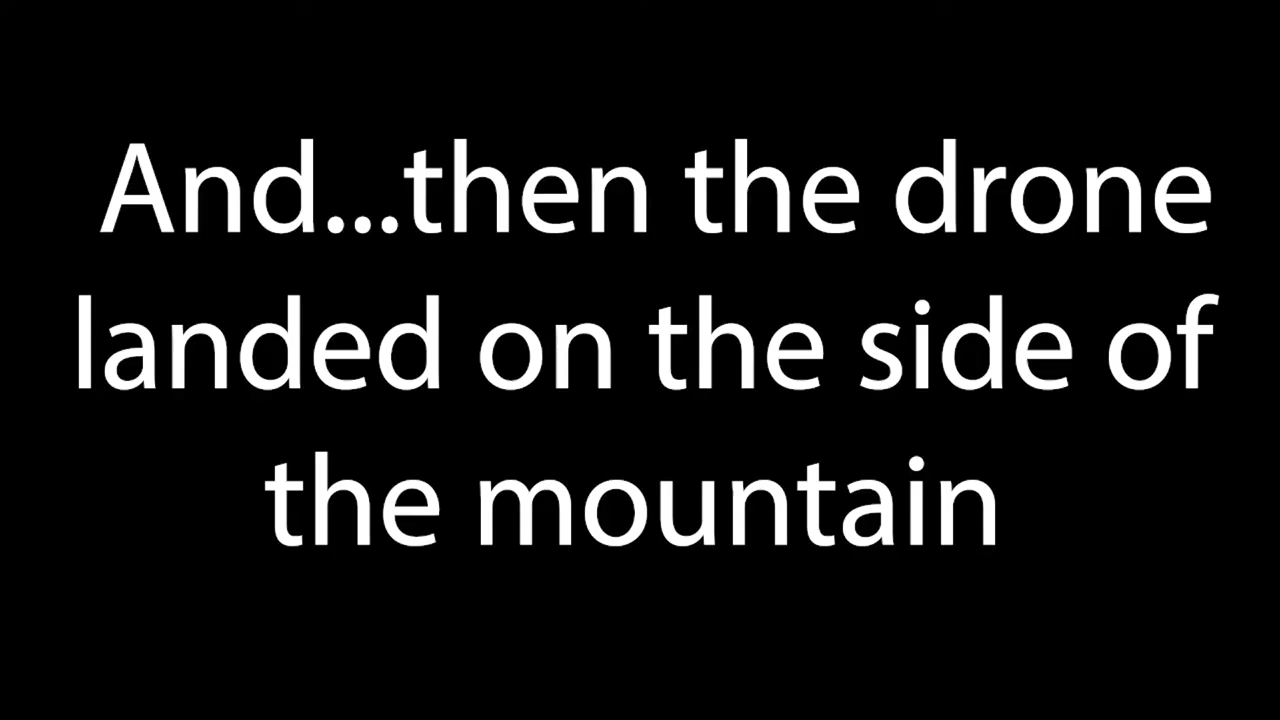 And...then the drone
landed on the side of
the mountain